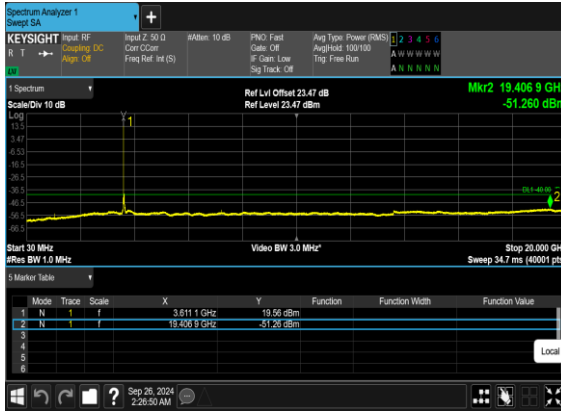 Spectrum Analyzer 1
Swept SA
+
KEYSIGHT Input: RF Input Z: 50 Ω #Atten: 10 dB PNO: Fast Avg Type: Power (RMS) 1 2 3 4 5 6
R T Coupling: DC Corr CCorr Gate: Off Avg|Hold: 100/100 A W W W W W
Align: Off Freq Ref: Int (S) IF Gain: Low Trig: Free Run
Sig Track: Off A N N N N N
1 Spectrum Ref Lvl Offset 23.47 dB Mkr2 19.406 9 GH
Scale/Div 10 dB Ref Level 23.47 dBm -51.260 dBm
Log
13.5
3.47
-6.53
-16.5
-26.5
-36.5
-46.5
-56.5
-66.5
1
DL1 -40.00
2
Start 30 MHz Video BW 3.0 MHz* Stop 20.000 GH
#Res BW 1.0 MHz Sweep 34.7 ms (40001 pts
5 Marker Table
Mode Trace Scale X Y Function Function Width Function Value
1 N 1 f 3.611 1 GHz 19.56 dBm
2 N 1 f 19.406 9 GHz -51.26 dBm
3
4
5
6
Local
? Sep 26, 2024
2:26:50 AM